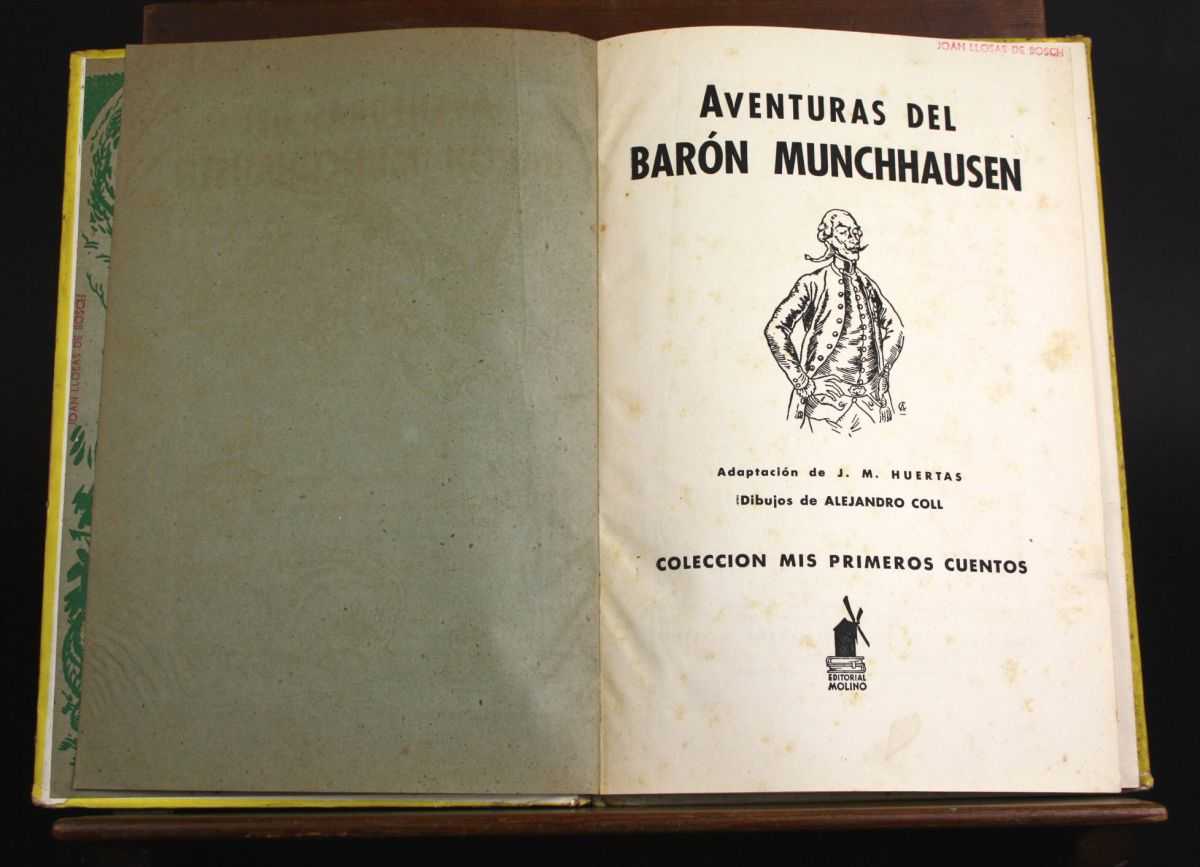 JOAN LLOSAS DE BOSCH
JOAN LLOSAS DE BOSCH
AVENTURAS DEL
BARÓN MUNCHHAUSEN
Adaptación de J. M. HUERTAS
Dibujos de ALEJANDRO COLL
COLECCION MIS PRIMEROS CUENTOS
EDITORIAL
MOLINO